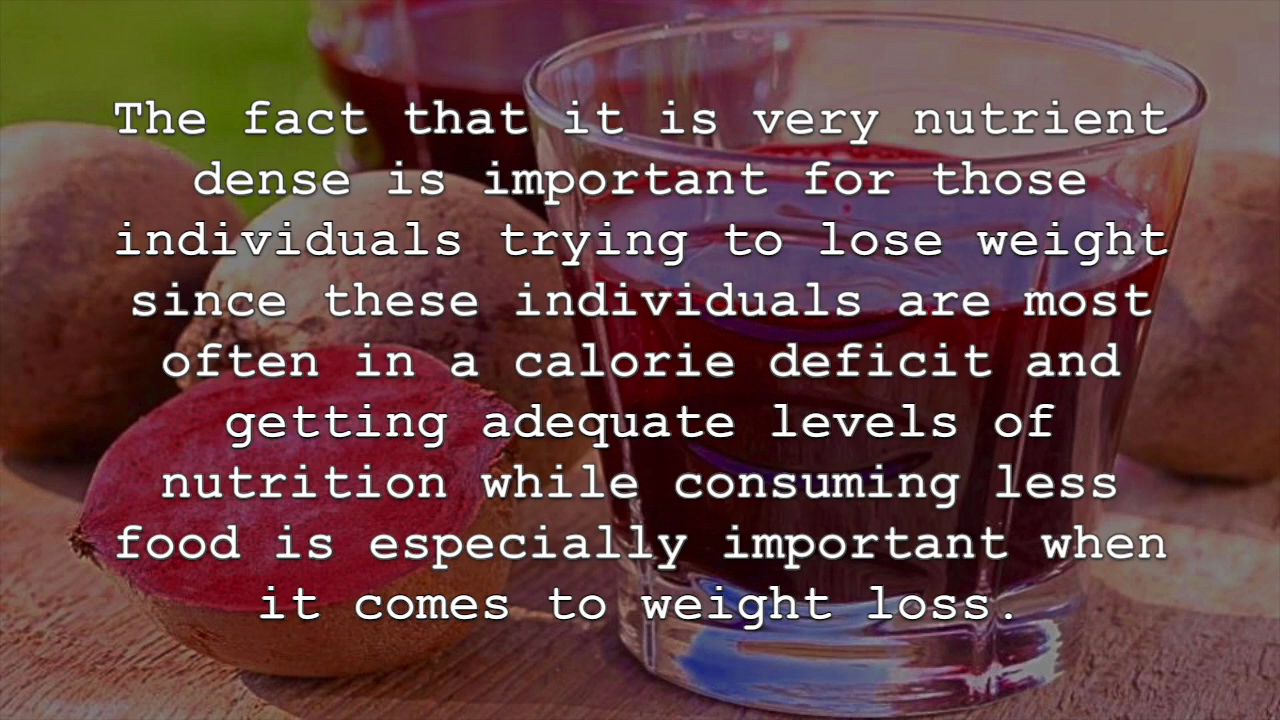 The fact that it is very nutrient
dense is important for those
individuals trying to lose weight
since these individuals are most
often in a calorie deficit and
getting adequate levels of
nutrition while consuming less
food is especially important when
it comes to weight loss.